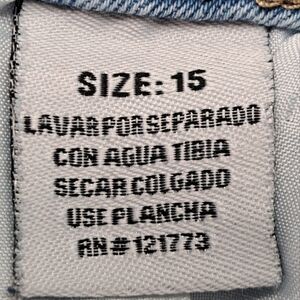 SIZE: 15
LAVAR POR SEPARADO
CON AGUA TIBIA
SECAR COLGADO
USE PLANCHA
RN # 121773